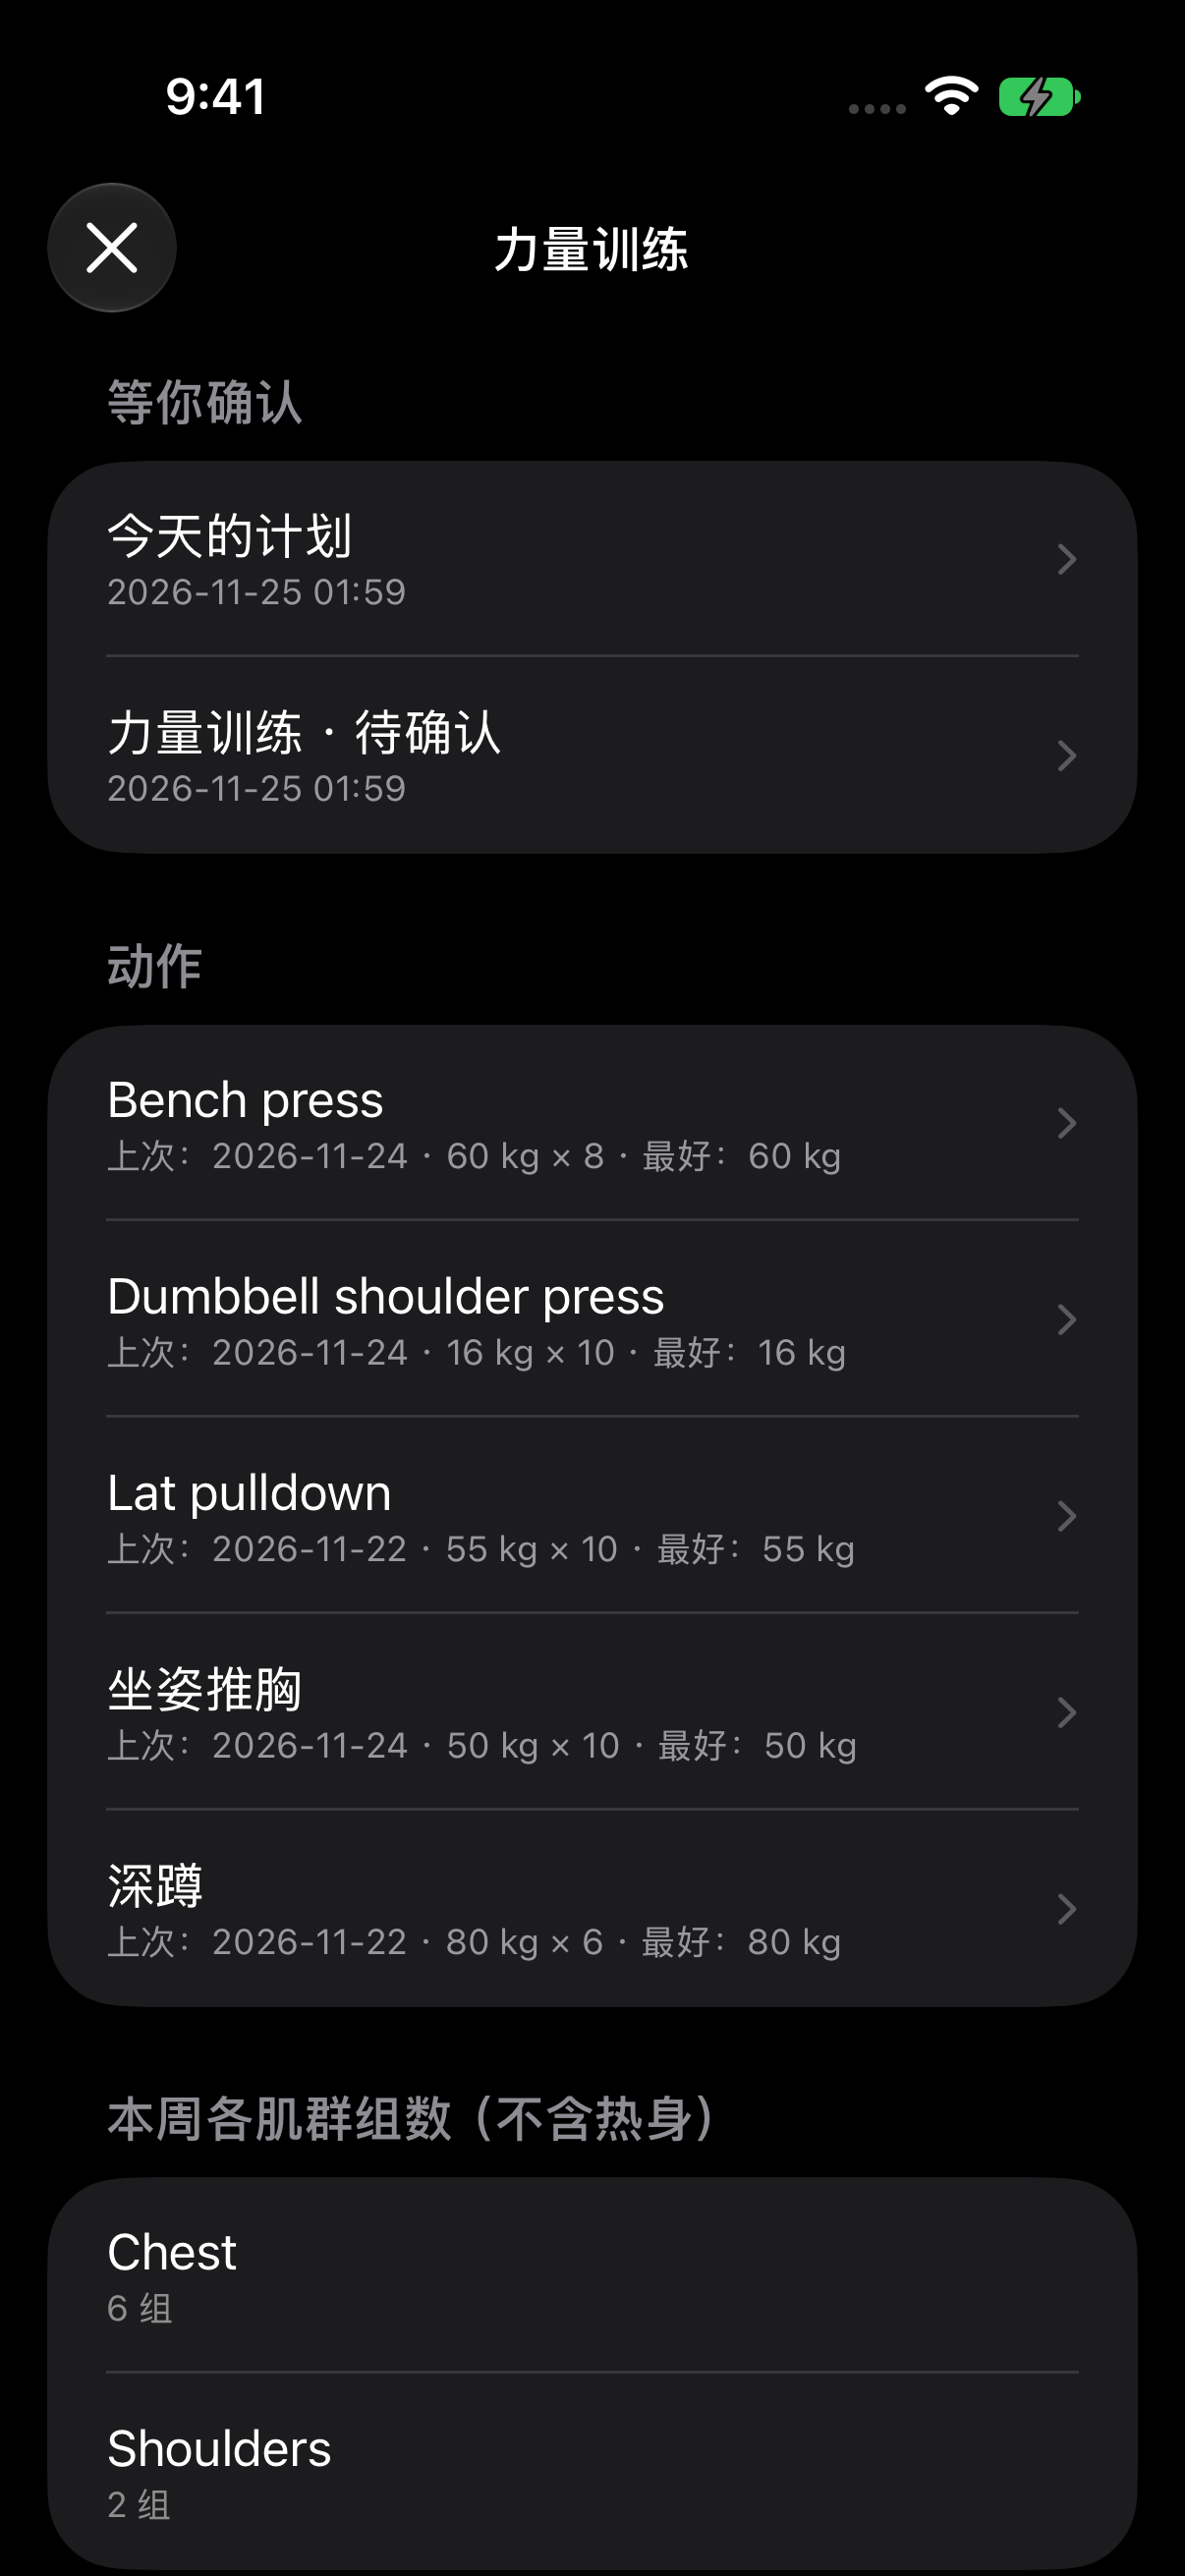 9:41
力量训练
等你确认
今天的计划
2026-11-25 01:59
力量训练 · 待确认
2026-11-25 01:59
动作
Bench press
上次：2026-11-24 · 60 kg × 8 · 最好：60 kg
Dumbbell shoulder press
上次：2026-11-24 · 16 kg × 10 · 最好：16 kg
Lat pulldown
上次：2026-11-22 · 55 kg × 10 · 最好：55 kg
坐姿推胸
上次：2026-11-24 · 50 kg × 10 · 最好：50 kg
深蹲
上次：2026-11-22 · 80 kg × 6 · 最好：80 kg
本周各肌群组数（不含热身）
Chest
6 组
Shoulders
2 组